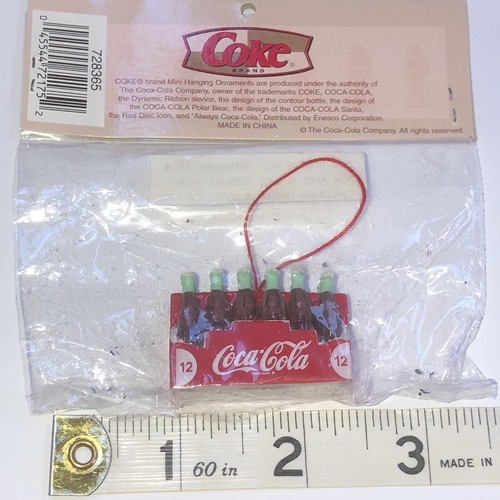 Coke
BRAND
COKE® brand Mini Hanging Ornaments are produced under the authority of
The Coca-Cola Company, owner of the trademarks COKE, COCA-COLA,
the Dynamic Ribbon device, the design of the contour bottle, the design of
the COCA-COLA Polar Bear, the design of the COCA-COLA Santa,
the Red Disc Icon, and "Always Coca-Cola." Distributed by Enesco Corporation.
MADE IN CHINA
© The Coca-Cola Company. All rights reserved.
728365
0 45544 72175 2
Coca-Cola
12
12
1
60 in
2
3
MADE IN